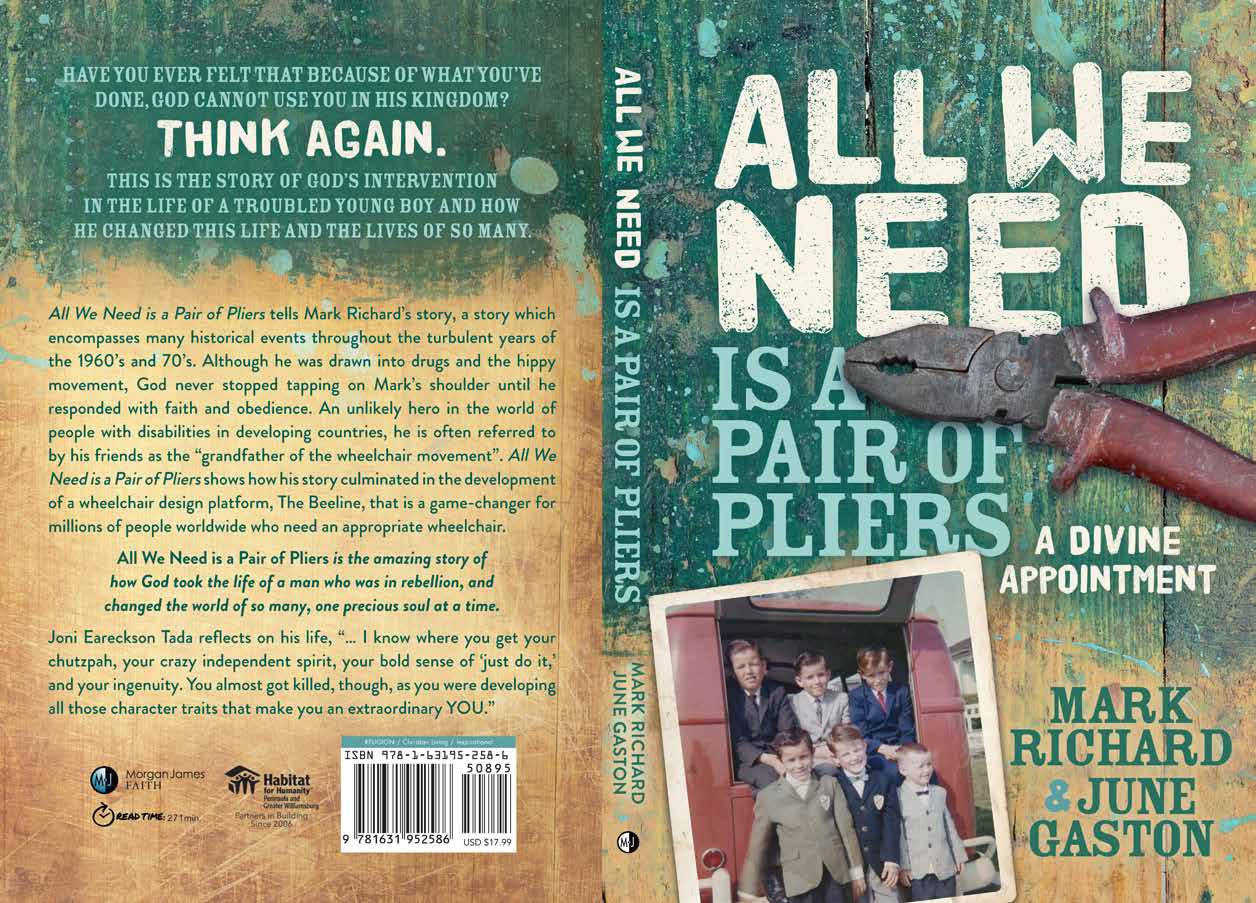 HAVE YOU EVER FELT THAT BECAUSE OF WHAT YOU'VE
DONE, GOD CANNOT USE YOU IN HIS KINGDOM?
THINK AGAIN.
THIS IS THE STORY OF GOD'S INTERVENTION
IN THE LIFE OF A TROUBLED YOUNG BOY AND HOW
HE CHANGED THIS LIFE AND THE LIVES OF SO MANY.
All We Need is a Pair of Pliers tells Mark Richard's story, a story which
encompasses many historical events throughout the turbulent years of
the 1960's and 70's. Although he was drawn into drugs and the hippy
movement, God never stopped tapping on Mark's shoulder until he
responded with faith and obedience. An unlikely hero in the world of
people with disabilities in developing countries, he is often referred to
by his friends as the "grandfather of the wheelchair movement". All We
Need is a Pair of Pliers shows how his story culminated in the development
of a wheelchair design platform, The Beeline, that is a game-changer for
millions of people worldwide who need an appropriate wheelchair.
All We Need is a Pair of Pliers is the amazing story of
how God took the life of a man who was in rebellion, and
changed the world of so many, one precious soul at a time.
Joni Eareckson Tada reflects on his life, "... I know where you get your
chutzpah, your crazy independent spirit, your bold sense of 'just do it,'
and your ingenuity. You almost got killed, though, as you were developing
all those character traits that make you an extraordinary YOU."
MJ
Morgan James
FAITH
READ TIME: 271 min.
Habitat
for Humanity
Peninsula and
Greater Williamsburg
Partners in Building
Since 2006
RELIGION / Christian Living / Inspirational
ISBN 978-1-63195-258-6
50895
9 781631 952586
USD $17.99
ALL WE NEED IS A PAIR OF PLIERS
MARK RICHARD
JUNE GASTON
MJ
ALL WE
NEED
IS A
PAIR OF
PLIERS
A DIVINE
APPOINTMENT
MARK
RICHARD
& JUNE
GASTON